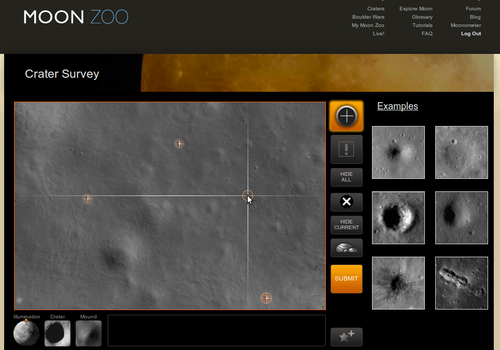 MOON ZOO
Craters
Explore Moon
Forum
Boulder Wars
Glossary
Blog
My Moon Zoo
Tutorials
Moonometer
Live!
FAQ
Log Out
Crater Survey
Examples
HIDE
ALL
HIDE
CURRENT
SUBMIT
Illumination
Crater
Mound